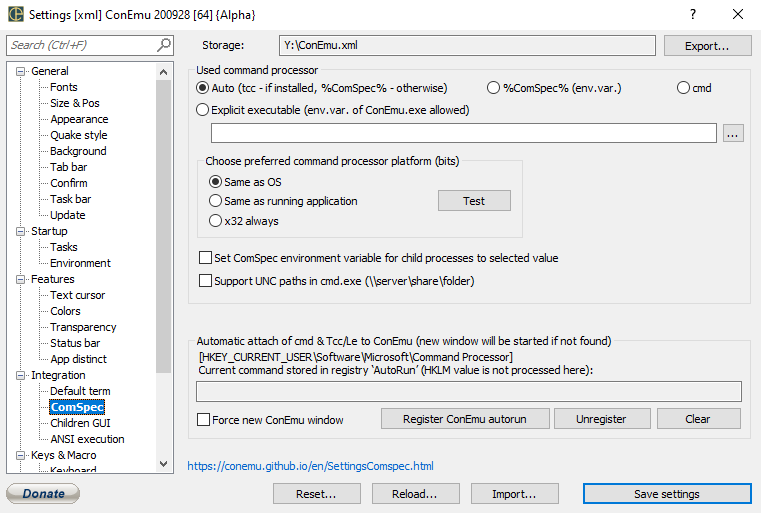 Settings [xml] ConEmu 200928 [64] {Alpha}
Search (Ctrl+F)
Storage:
Y:\ConEmu.xml
Export...
General
Fonts
Size & Pos
Appearance
Quake style
Background
Tab bar
Confirm
Task bar
Update
Startup
Tasks
Environment
Features
Text cursor
Colors
Transparency
Status bar
App distinct
Integration
Default term
ComSpec
Children GUI
ANSI execution
Keys & Macro
Keyboard
Used command processor
Auto (tcc - if installed, %ComSpec% - otherwise)
%ComSpec% (env.var.)
cmd
Explicit executable (env.var. of ConEmu.exe allowed)
...
Choose preferred command processor platform (bits)
Same as OS
Same as running application
Test
x32 always
Set ComSpec environment variable for child processes to selected value
Support UNC paths in cmd.exe (\\server\share\folder)
Automatic attach of cmd & Tcc/Le to ConEmu (new window will be started if not found)
[HKEY_CURRENT_USER\Software\Microsoft\Command Processor]
Current command stored in registry ‘AutoRun’ (HKLM value is not processed here):
Force new ConEmu window
Register ConEmu autorun
Unregister
Clear
https://conemu.github.io/en/SettingsComspec.html
Donate
Reset...
Reload...
Import...
Save settings